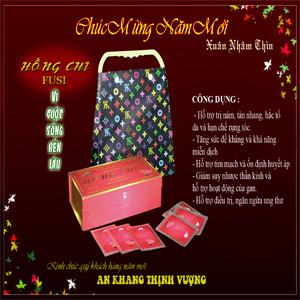 ChúcMừngNămMới
Xuân Nhâm Thìn
HỒNG CHI
FUSI
VÌ
CUỘC
SỐNG
BỀN
LÂU
CÔNG DỤNG :
- Hỗ trợ trị nám, tàn nhang, hắc tố
da và hạn chế rụng tóc.
- Tăng sức đề kháng và khả năng
miễn dịch
- Hỗ trợ tim mạch và ổn định huyết áp
- Giảm suy nhược thần kinh và
hỗ trợ hoạt động của gan.
- Hỗ trợ điều trị, ngăn ngừa ung thư
Kính chúc quý khách hàng năm mới
AN KHANG THỊNH VƯỢNG